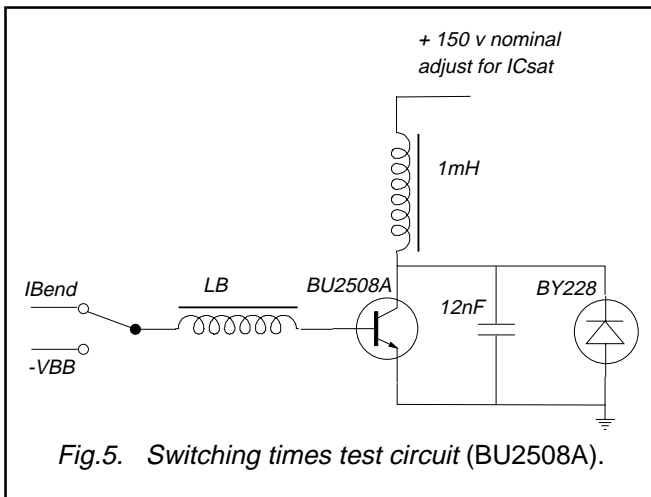 + 150 v nominal
adjust for ICsat
1mH
IBend
LB
BU2508A
12nF
BY228
-VBB
Fig.5. Switching times test circuit (BU2508A).